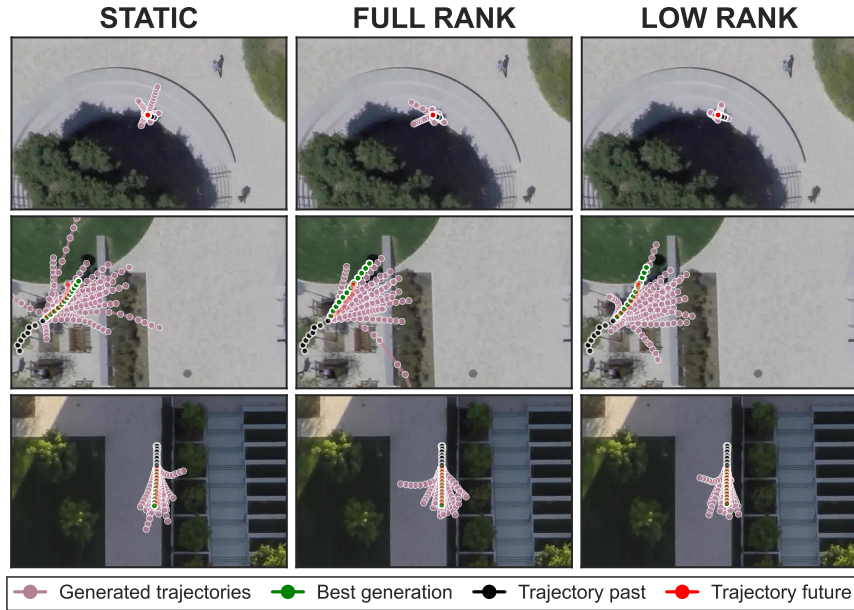 STATIC FULL RANK LOW RANK
Generated trajectories Best generation Trajectory past Trajectory future